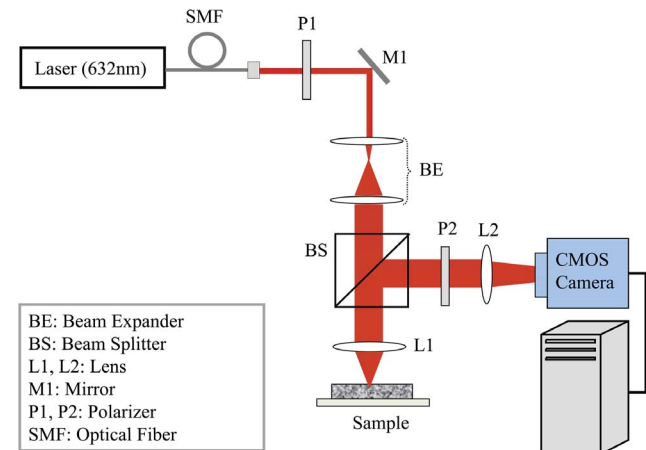 SMF
P1
Laser (632nm)
M1
BE
P2
L2
BS
CMOS
Camera
L1
BE: Beam Expander
BS: Beam Splitter
L1, L2: Lens
M1: Mirror
P1, P2: Polarizer
SMF: Optical Fiber
Sample